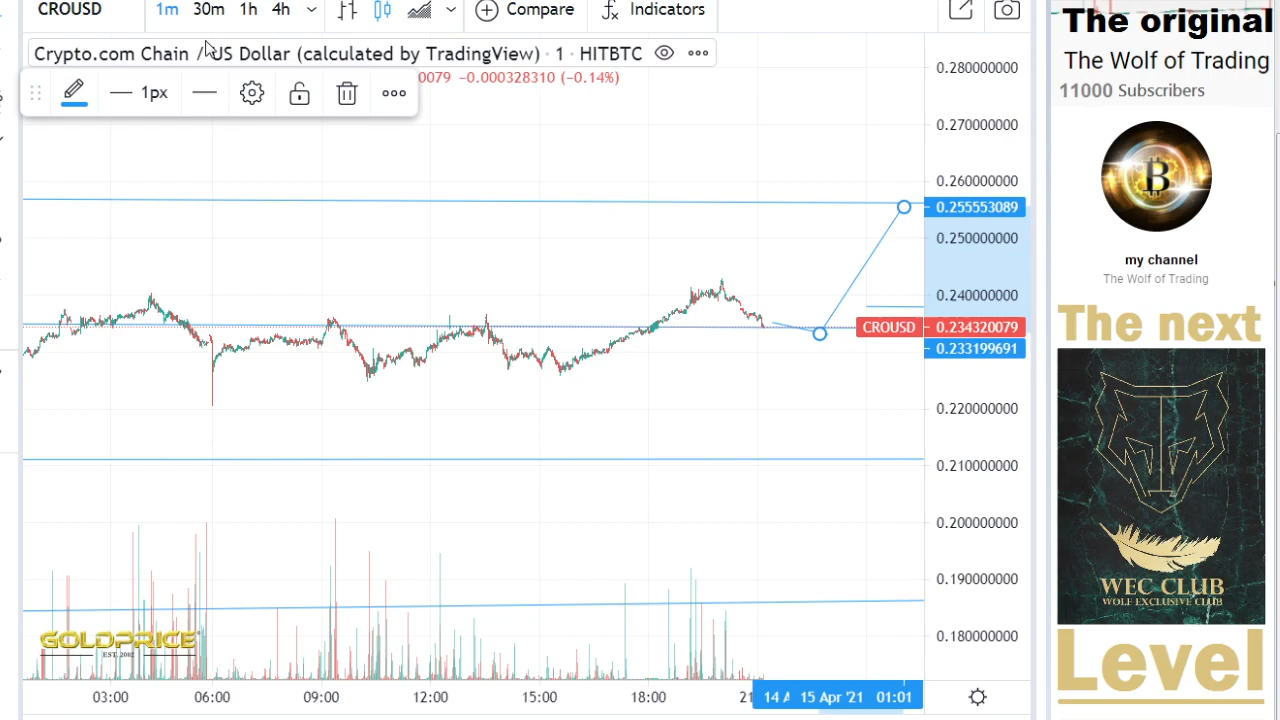 CROUSD 1m 30m 1h 4h Compare Indicators
Crypto.com Chain / US Dollar (calculated by TradingView) · 1 · HITBTC
0079 −0.000328310 (−0.14%)
1px
0.280000000
0.270000000
0.260000000
0.255553089
0.250000000
0.240000000
CROUSD 0.234320079
0.233199691
0.220000000
0.210000000
0.200000000
0.190000000
0.180000000
GOLDPRICE
EST. 2002
03:00 06:00 09:00 12:00 15:00 18:00 21 14 A 15 Apr '21 01:01
The original
The Wolf of Trading
11000 Subscribers
B
my channel
The Wolf of Trading
The next
WEC CLUB
WOLF EXCLUSIVE CLUB
Level